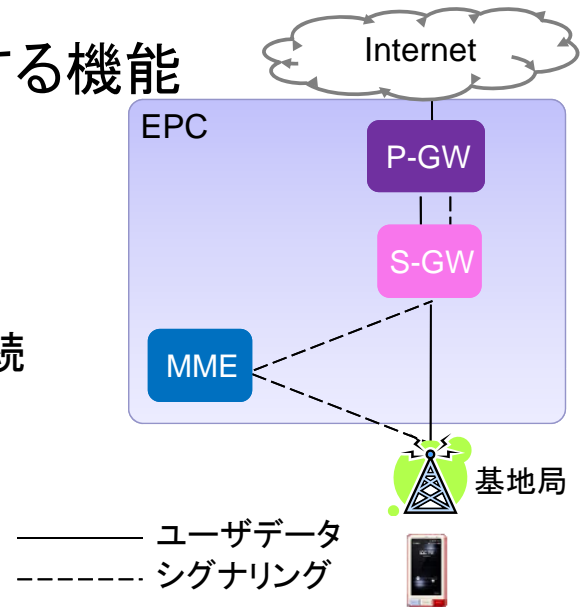 する機能
Internet
EPC
P-GW
S-GW
続
MME
基地局
ユーザデータ
シグナリング